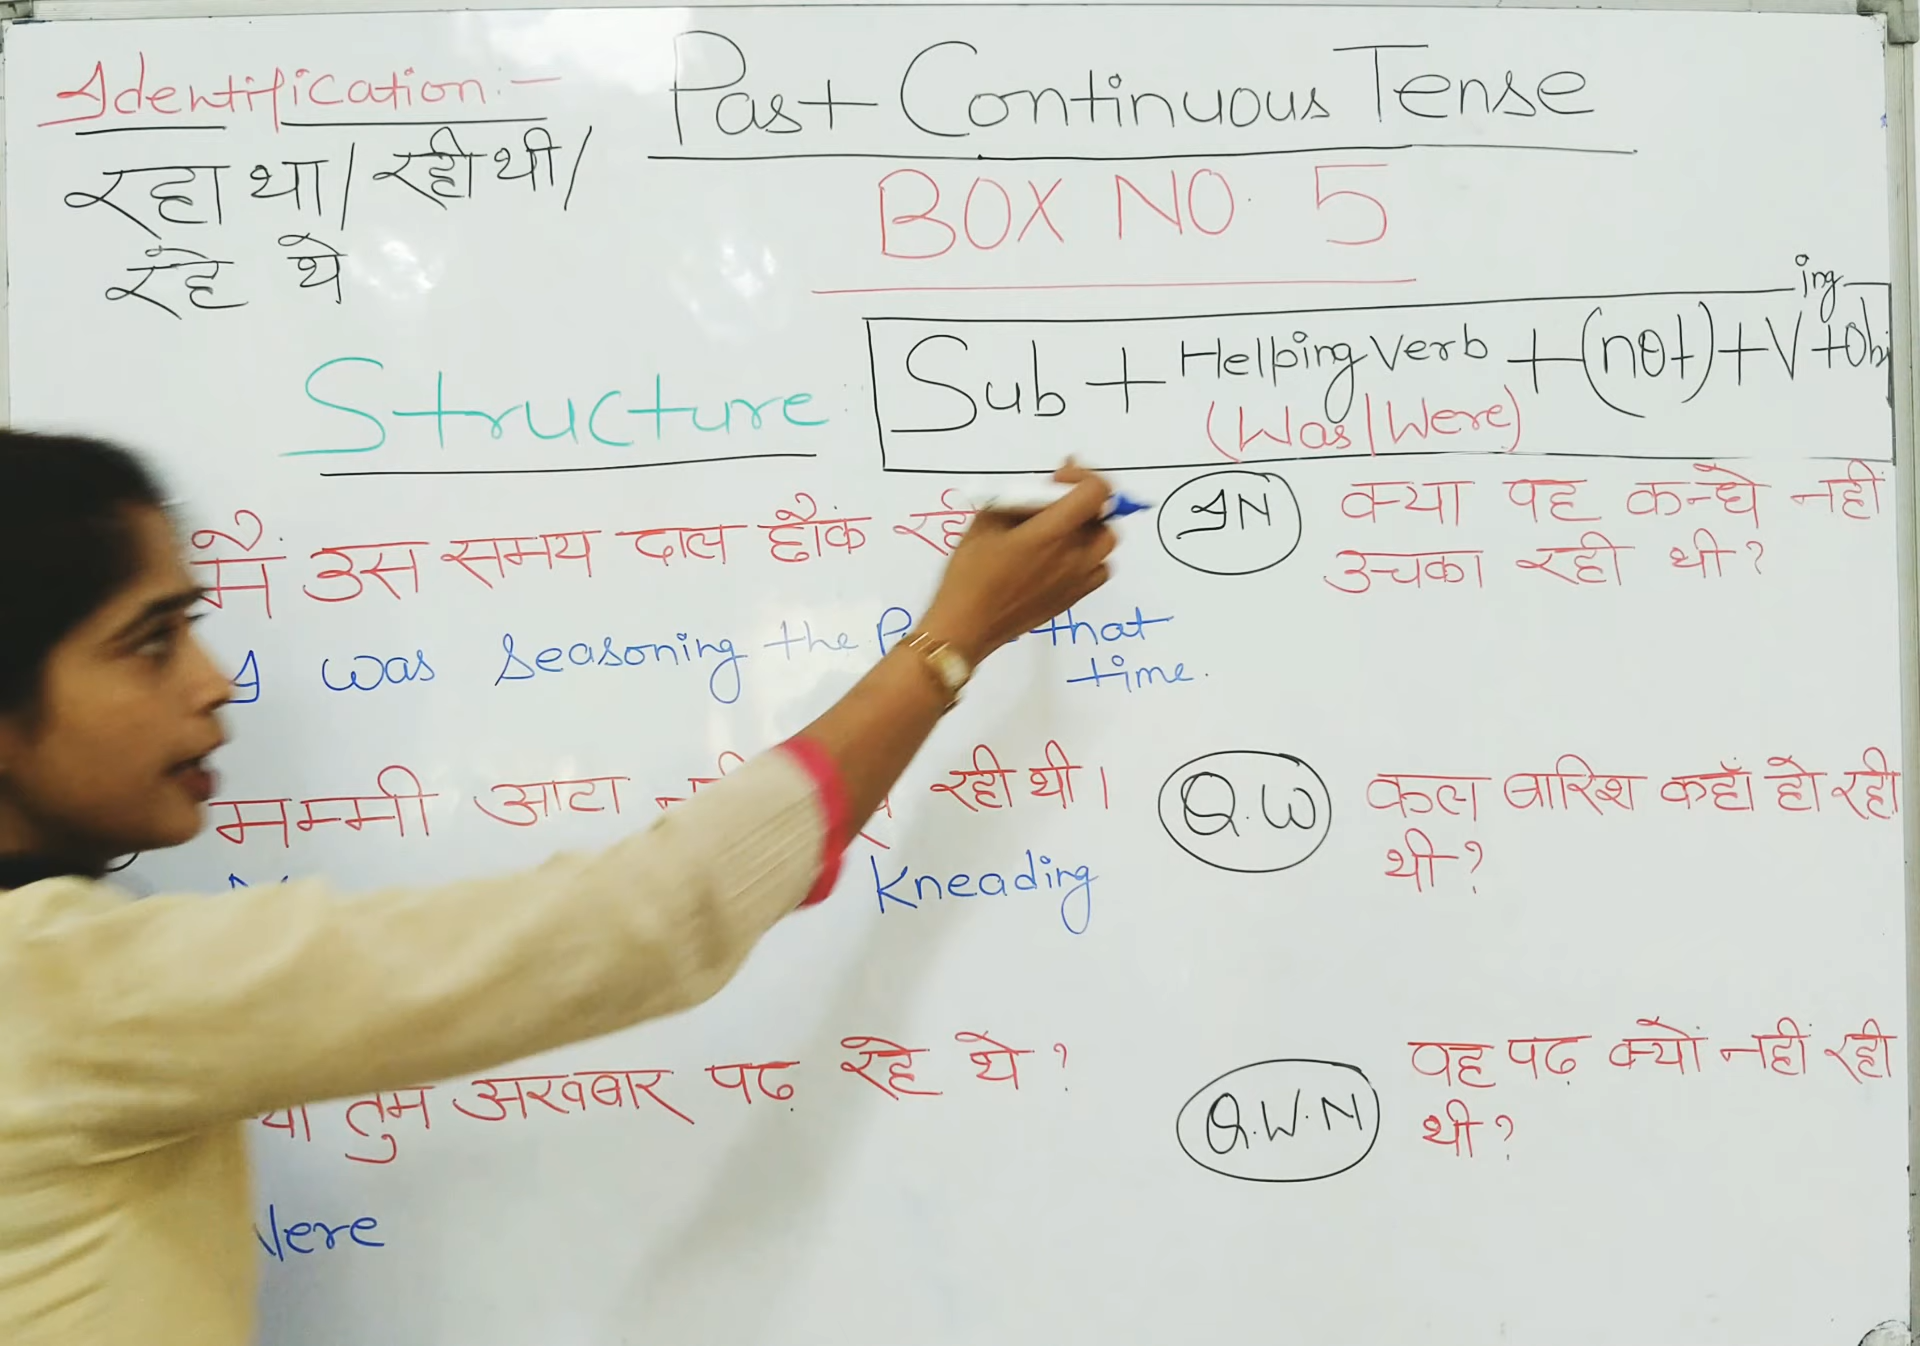 Identification:-
रहा था/ रही थी/
रहे थे
Past Continuous Tense
BOX NO. 5
Structure
Sub + Helping Verb + (not) + V ing + Obj
(Was/Were)
मैं उस समय दाल छौंक
I was seasoning the that
time.
मम्मी आटा रही थी।
kneading
तुम अखबार पढ़ रहे थे?
IN
क्या वह कन्धे नहीं
उचका रही थी?
Q.W
कल बारिश कहाँ हो रही
थी?
Q.W.N
वह पढ़ क्यों नहीं रही
थी?